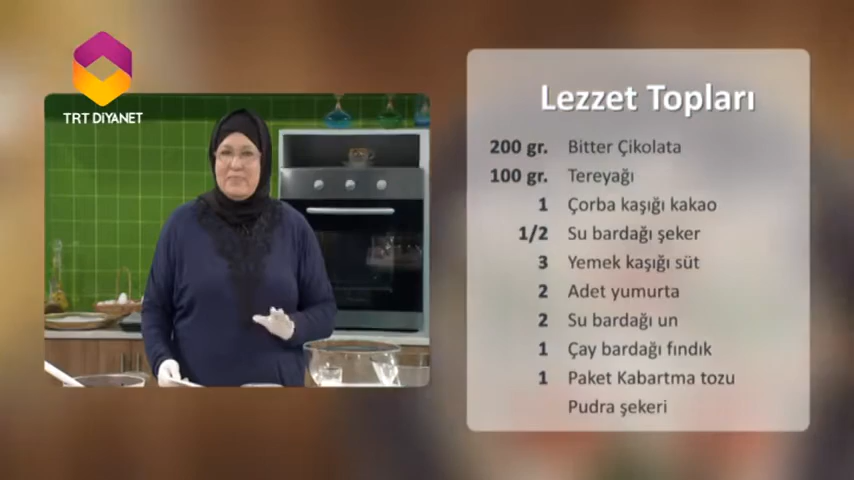 TRT DİYANET
Lezzet Topları
200 gr. Bitter Çikolata
100 gr. Tereyağı
1 Çorba kaşığı kakao
1/2 Su bardağı şeker
3 Yemek kaşığı süt
2 Adet yumurta
2 Su bardağı un
1 Çay bardağı fındık
1 Paket Kabartma tozu
Pudra şekeri